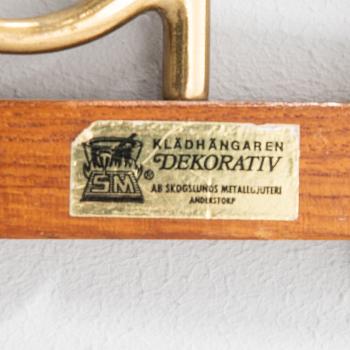 KLÄDHÄNGAREN
DEKORATIV
SM®
AB SKOGSLUNDS METALLGJUTERI
ANDERSTORP